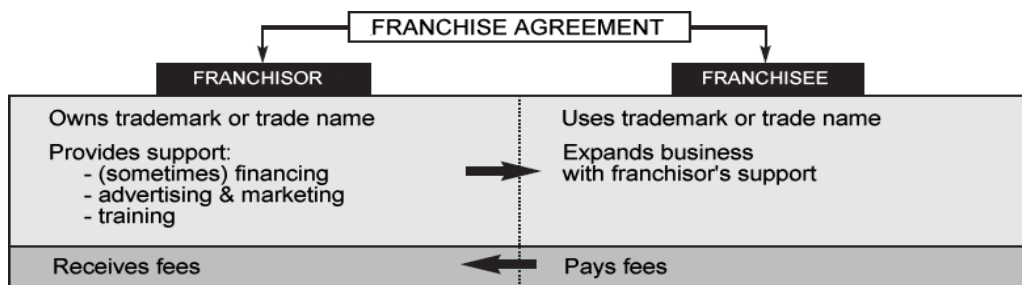 FRANCHISE AGREEMENT
FRANCHISOR
FRANCHISEE
Owns trademark or trade name
Provides support:
- (sometimes) financing
- advertising & marketing
- training
Uses trademark or trade name
Expands business
with franchisor's support
Receives fees
Pays fees